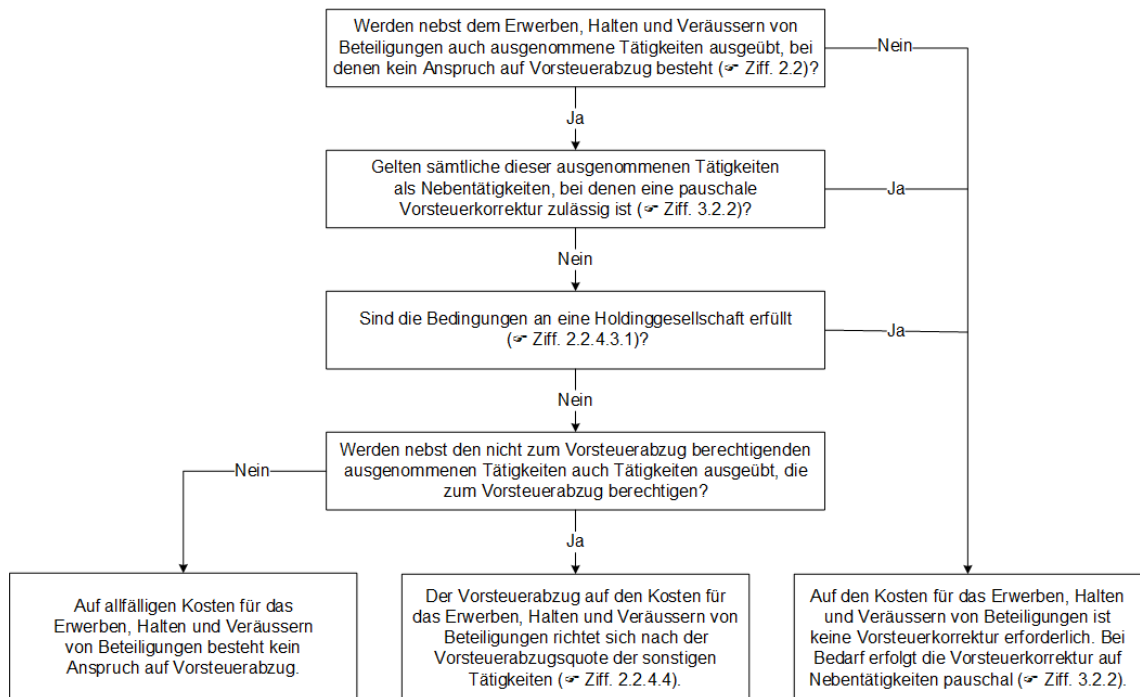 Werden nebst dem Erwerben, Halten und Veräussern von
Beteiligungen auch ausgenommene Tätigkeiten ausgeübt, bei
denen kein Anspruch auf Vorsteuerabzug besteht (☞ Ziff. 2.2)?
Nein
Ja
Gelten sämtliche dieser ausgenommenen Tätigkeiten
als Nebentätigkeiten, bei denen eine pauschale
Vorsteuerkorrektur zulässig ist (☞ Ziff. 3.2.2)?
Ja
Nein
Sind die Bedingungen an eine Holdinggesellschaft erfüllt
(☞ Ziff. 2.2.4.3.1)?
Ja
Nein
Werden nebst den nicht zum Vorsteuerabzug berechtigenden
ausgenommenen Tätigkeiten auch Tätigkeiten ausgeübt, die
zum Vorsteuerabzug berechtigen?
Nein
Ja
Auf allfälligen Kosten für das
Erwerben, Halten und Veräussern
von Beteiligungen besteht kein
Anspruch auf Vorsteuerabzug.
Der Vorsteuerabzug auf den Kosten für
das Erwerben, Halten und Veräussern von
Beteiligungen richtet sich nach der
Vorsteuerabzugsquote der sonstigen
Tätigkeiten (☞ Ziff. 2.2.4.4).
Auf den Kosten für das Erwerben, Halten
und Veräussern von Beteiligungen ist
keine Vorsteuerkorrektur erforderlich. Bei
Bedarf erfolgt die Vorsteuerkorrektur auf
Nebentätigkeiten pauschal (☞ Ziff. 3.2.2).